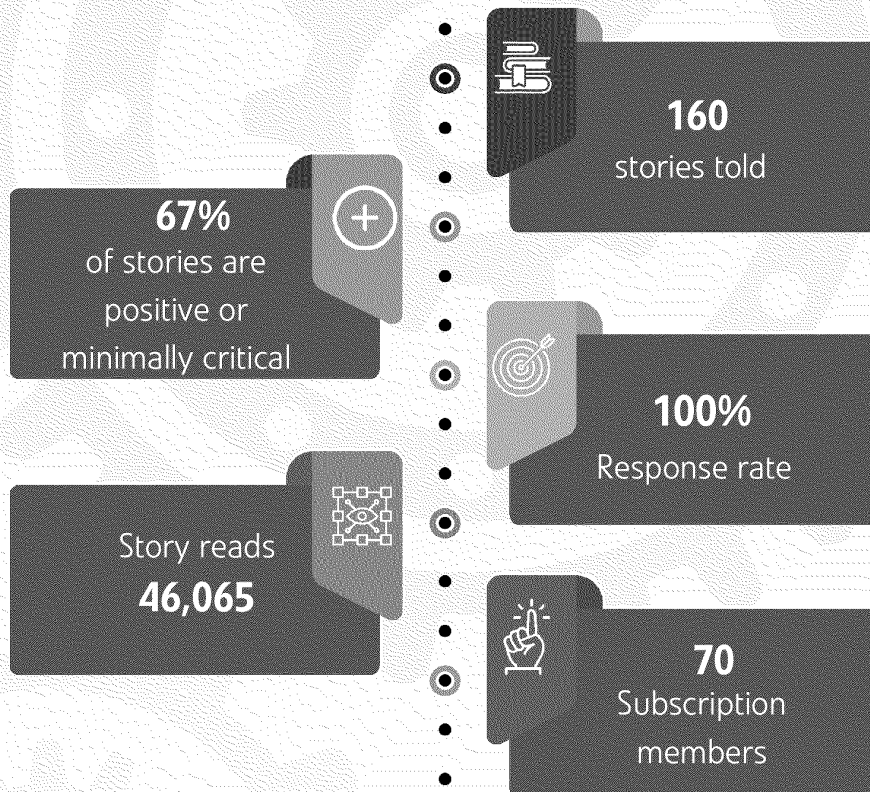 160
stories told
67%
of stories are
positive or
minimally critical
100%
Response rate
Story reads
46,065
70
Subscription
members